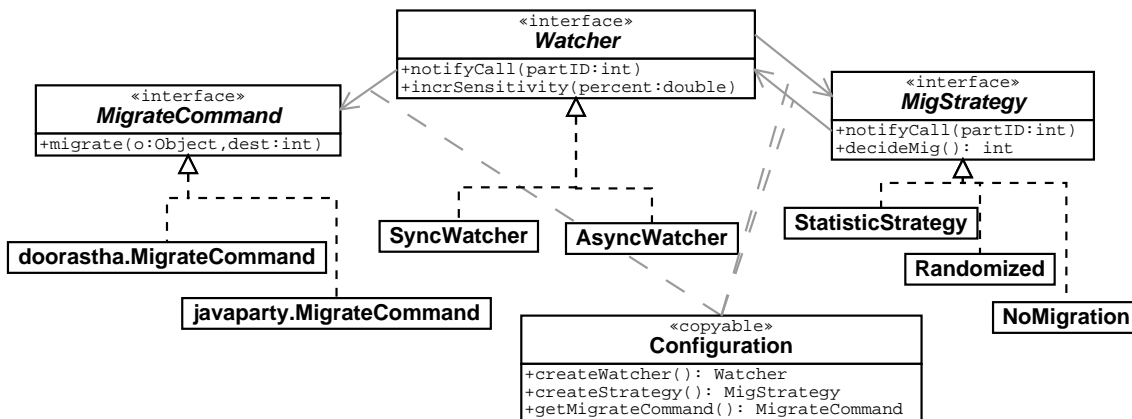 «interface»
Watcher
+notifyCall(partID:int)
+incrSensitivity(percent:double)
«interface»
MigrateCommand
+migrate(o:Object,dest:int)
«interface»
MigStrategy
+notifyCall(partID:int)
+decideMig(): int
doorastha.MigrateCommand
javaparty.MigrateCommand
SyncWatcher
AsyncWatcher
StatisticStrategy
Randomized
NoMigration
«copyable»
Configuration
+createWatcher(): Watcher
+createStrategy(): MigStrategy
+getMigrateCommand(): MigrateCommand